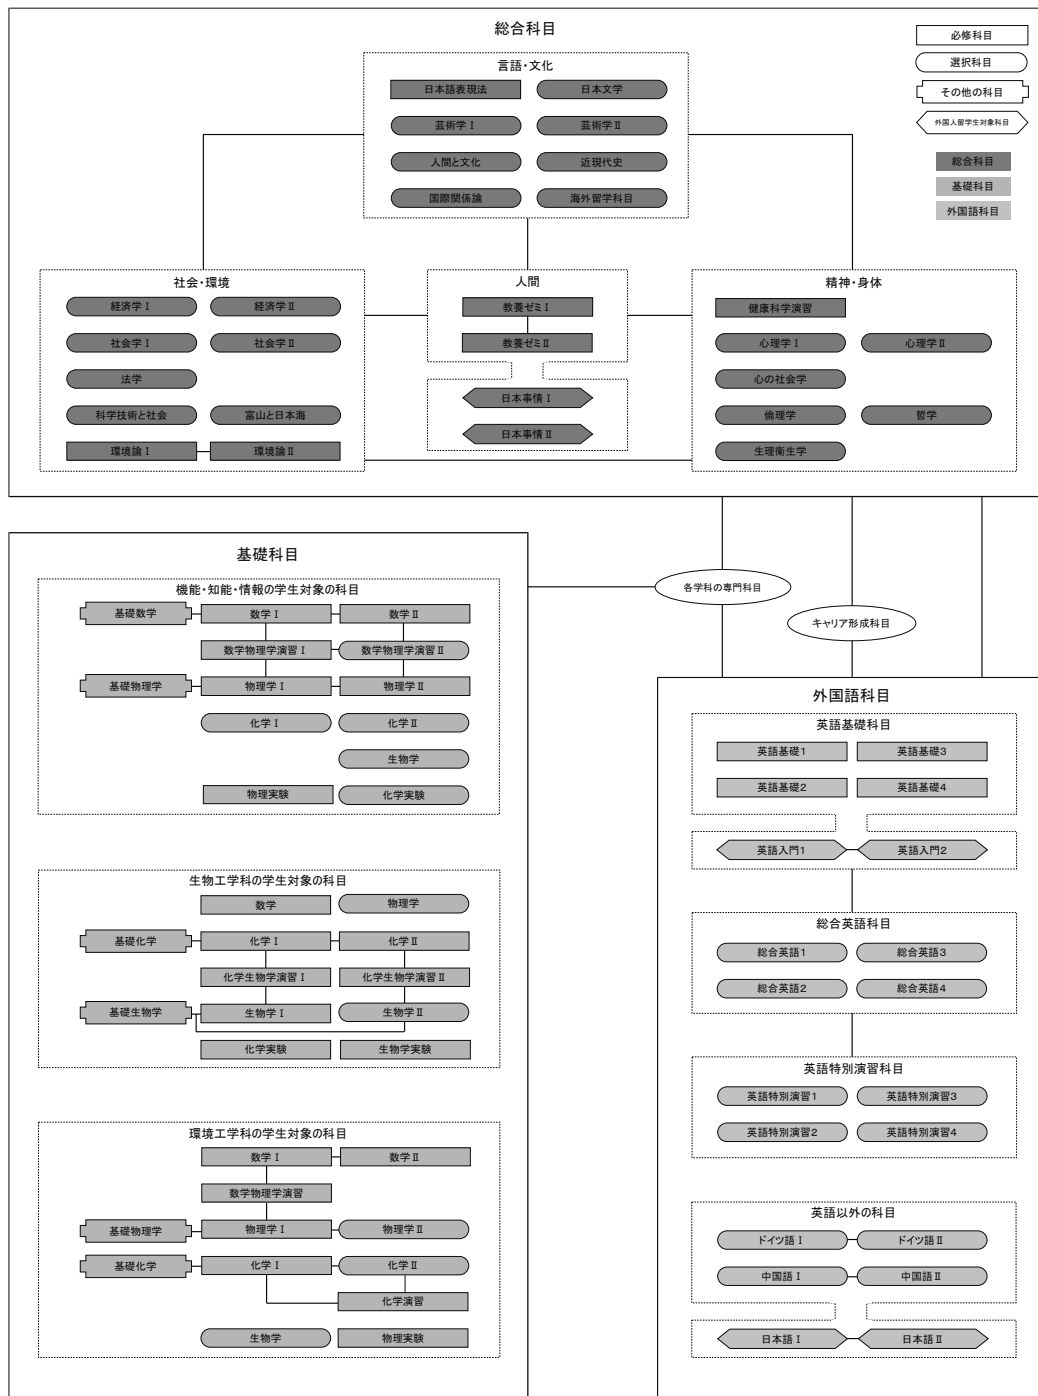 総合科目
必修科目
選択科目
その他の科目
外国人留学生対象科目
総合科目
基礎科目
外国語科目
言語・文化
日本語表現法
日本文学
芸術学Ⅰ
芸術学Ⅱ
人間と文化
近現代史
国際関係論
海外留学科目
社会・環境
経済学Ⅰ
経済学Ⅱ
社会学Ⅰ
社会学Ⅱ
法学
科学技術と社会
富山と日本海
環境論Ⅰ
環境論Ⅱ
人間
教養ゼミⅠ
教養ゼミⅡ
日本事情Ⅰ
日本事情Ⅱ
精神・身体
健康科学演習
心理学Ⅰ
心理学Ⅱ
心の社会学
倫理学
哲学
生理衛生学
各学科の専門科目
キャリア形成科目
基礎科目
機能・知能・情報の学生対象の科目
基礎数学
数学Ⅰ
数学Ⅱ
数学物理学演習Ⅰ
数学物理学演習Ⅱ
基礎物理学
物理学Ⅰ
物理学Ⅱ
化学Ⅰ
化学Ⅱ
生物学
物理実験
化学実験
生物工学科の学生対象の科目
数学
物理学
基礎化学
化学Ⅰ
化学Ⅱ
化学生物学演習Ⅰ
化学生物学演習Ⅱ
基礎生物学
生物学Ⅰ
生物学Ⅱ
化学実験
生物学実験
環境工学科の学生対象の科目
数学Ⅰ
数学Ⅱ
数学物理学演習
基礎物理学
物理学Ⅰ
物理学Ⅱ
基礎化学
化学Ⅰ
化学Ⅱ
化学演習
生物学
物理実験
外国語科目
英語基礎科目
英語基礎1
英語基礎3
英語基礎2
英語基礎4
英語入門1
英語入門2
総合英語科目
総合英語1
総合英語3
総合英語2
総合英語4
英語特別演習科目
英語特別演習1
英語特別演習3
英語特別演習2
英語特別演習4
英語以外の科目
ドイツ語Ⅰ
ドイツ語Ⅱ
中国語Ⅰ
中国語Ⅱ
日本語Ⅰ
日本語Ⅱ